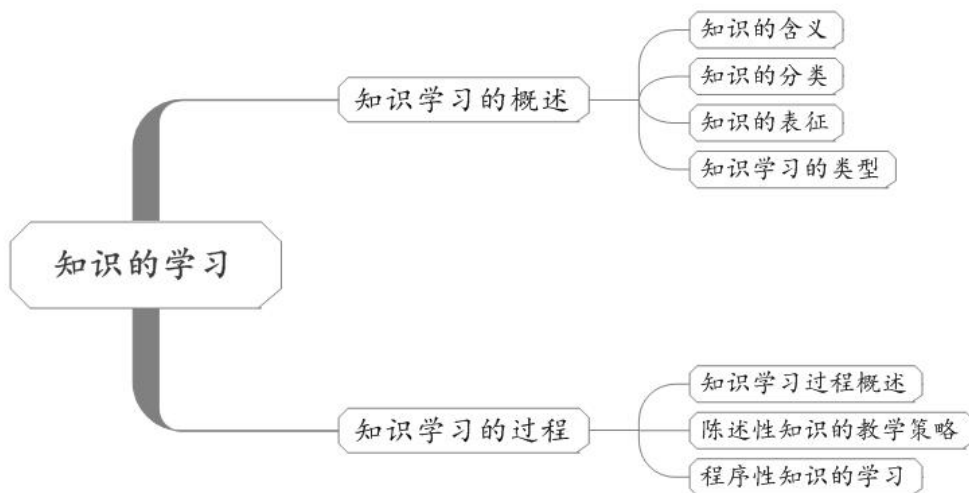 知识的学习
知识学习的概述
知识的含义
知识的分类
知识的表征
知识学习的类型
知识学习的过程
知识学习过程概述
陈述性知识的教学策略
程序性知识的学习